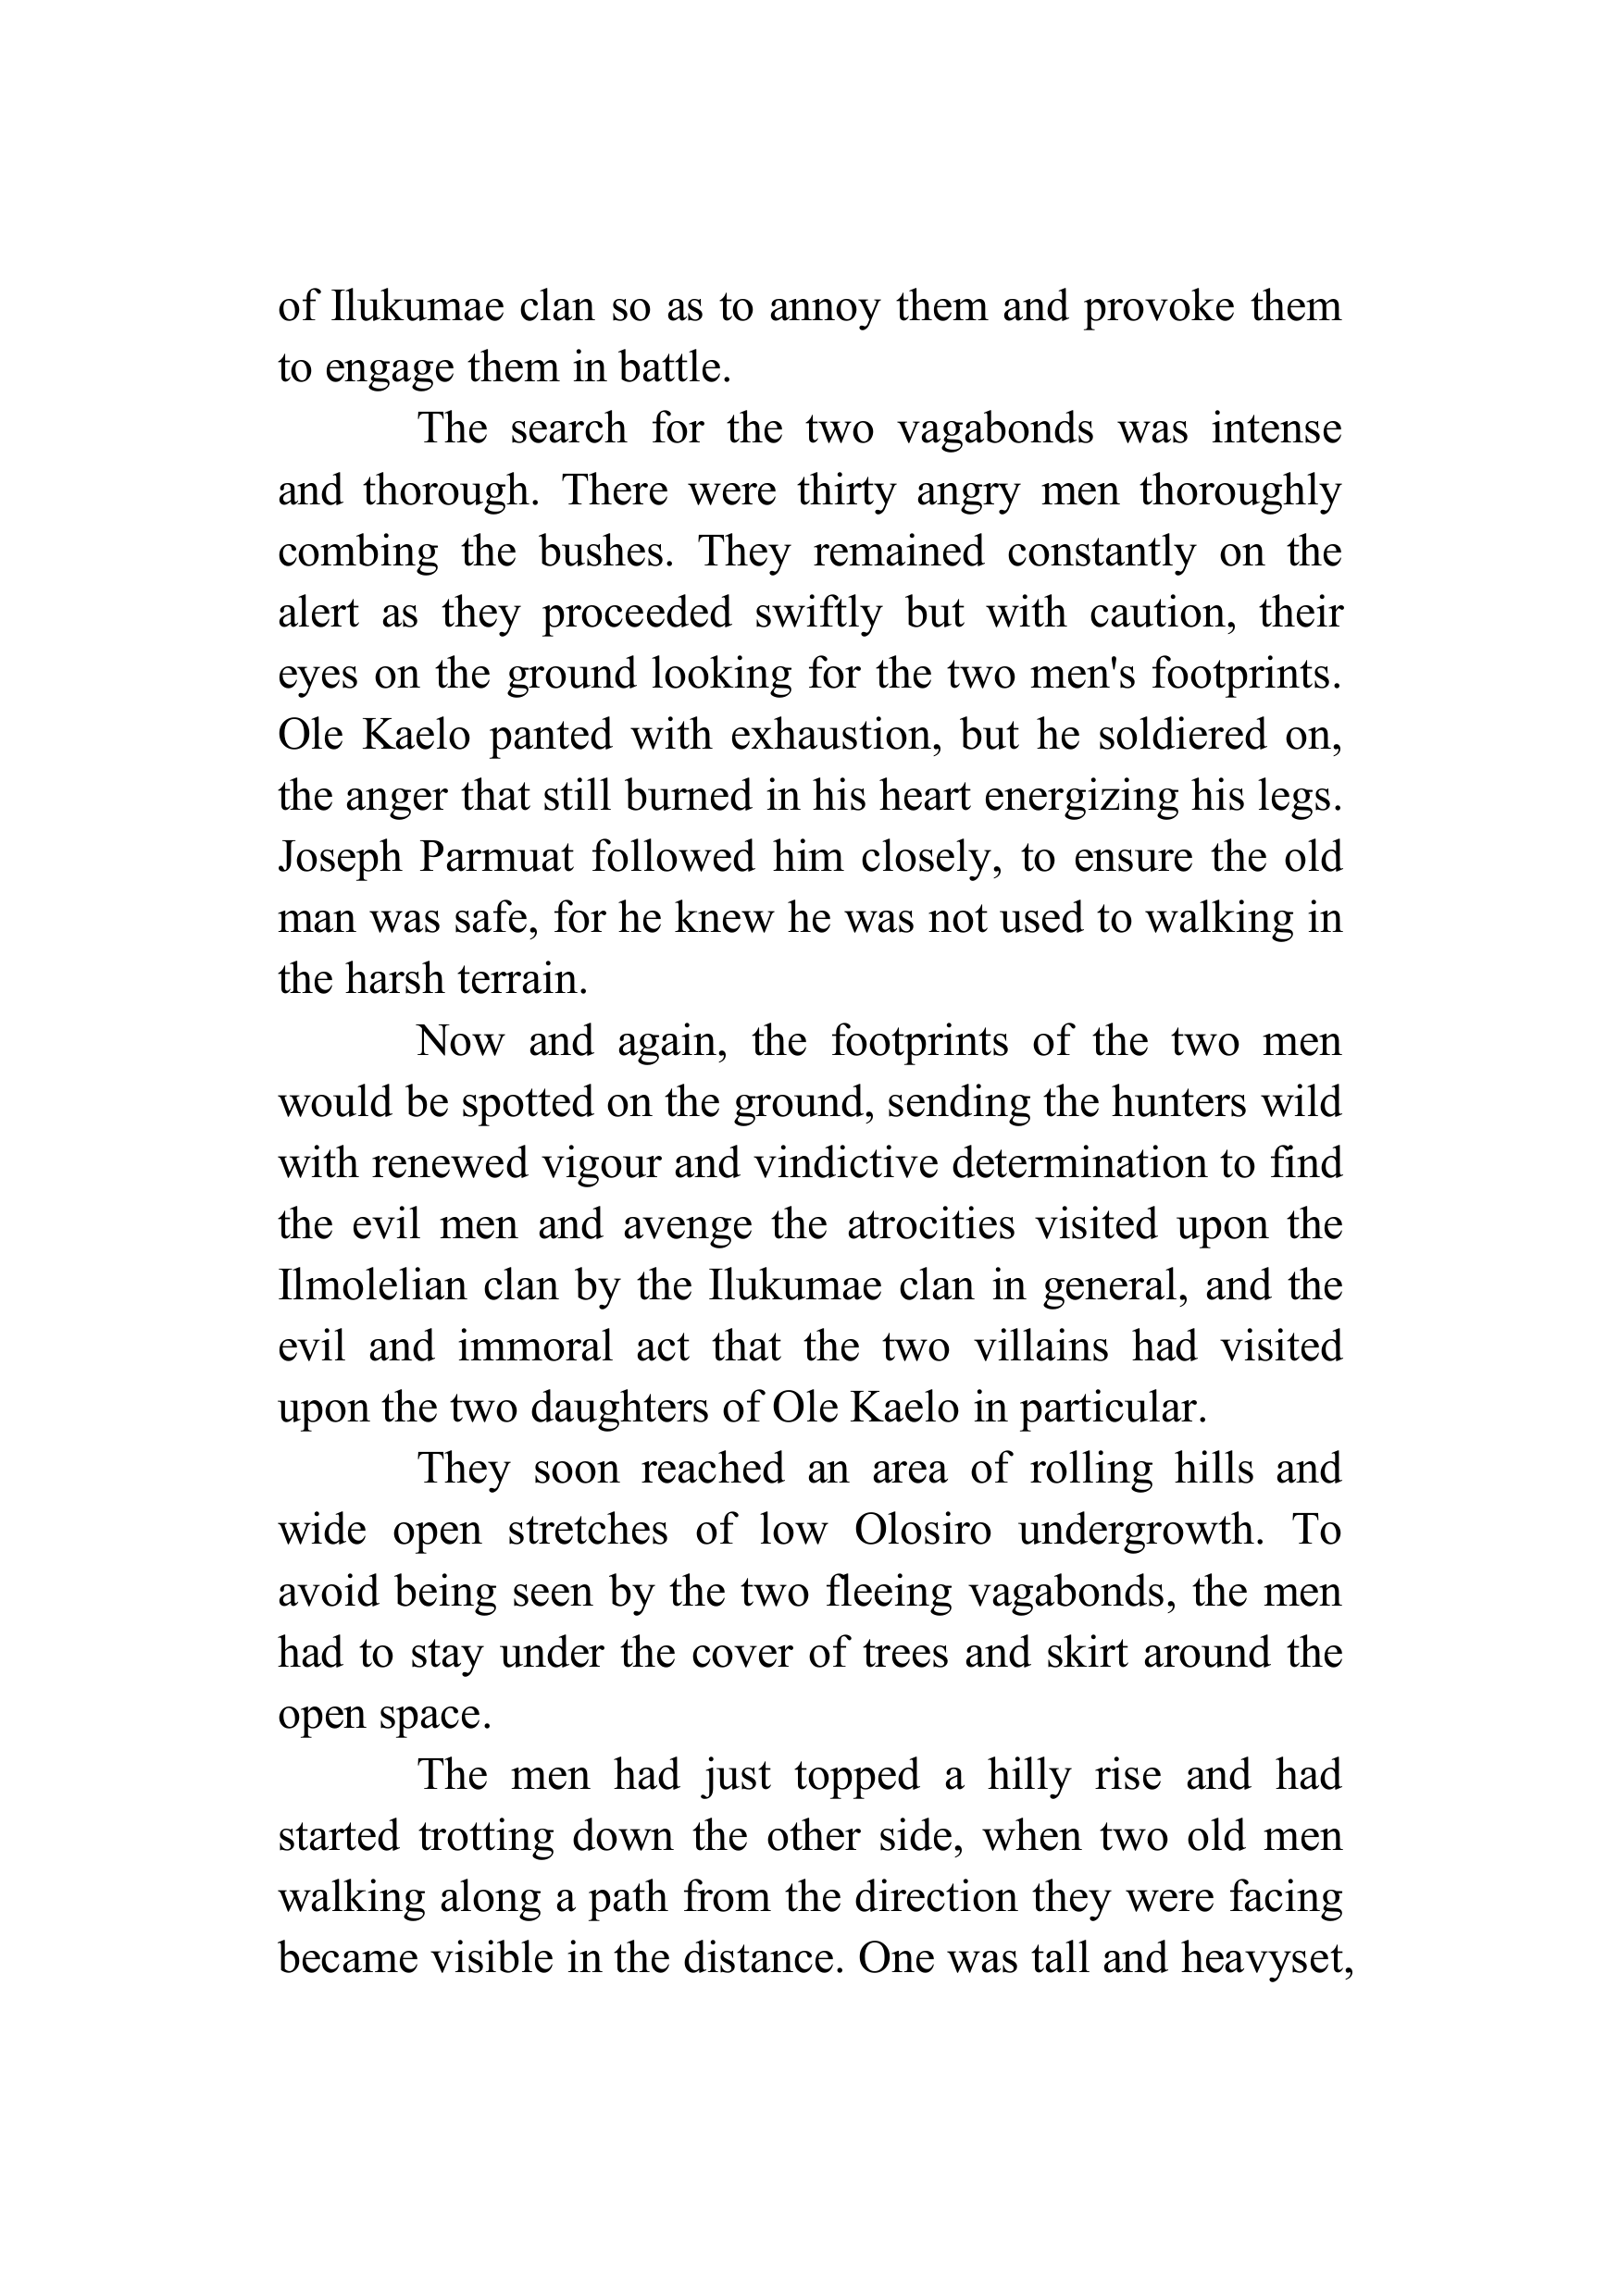 of Ilukumae clan so as to annoy them and provoke them
to engage them in battle.
The search for the two vagabonds was intense
and thorough. There were thirty angry men thoroughly
combing the bushes. They remained constantly on the
alert as they proceeded swiftly but with caution, their
eyes on the ground looking for the two men's footprints.
Ole Kaelo panted with exhaustion, but he soldiered on,
the anger that still burned in his heart energizing his legs.
Joseph Parmuat followed him closely, to ensure the old
man was safe, for he knew he was not used to walking in
the harsh terrain.
Now and again, the footprints of the two men
would be spotted on the ground, sending the hunters wild
with renewed vigour and vindictive determination to find
the evil men and avenge the atrocities visited upon the
Ilmolelian clan by the Ilukumae clan in general, and the
evil and immoral act that the two villains had visited
upon the two daughters of Ole Kaelo in particular.
They soon reached an area of rolling hills and
wide open stretches of low Olosiro undergrowth. To
avoid being seen by the two fleeing vagabonds, the men
had to stay under the cover of trees and skirt around the
open space.
The men had just topped a hilly rise and had
started trotting down the other side, when two old men
walking along a path from the direction they were facing
became visible in the distance. One was tall and heavyset,